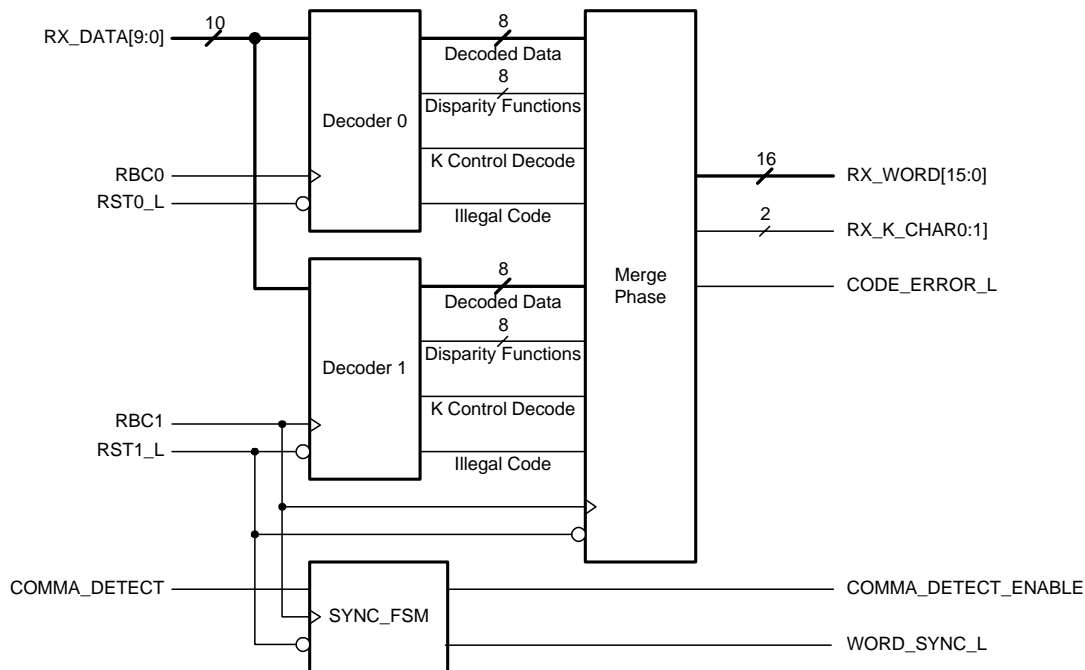 10
8
RX_DATA[9:0]
Decoded Data
8
Disparity Functions
Decoder 0
K Control Decode
RBC0
RST0_L
Illegal Code
16
RX_WORD[15:0]
2
RX_K_CHAR0:1]
Merge
Phase
CODE_ERROR_L
8
Decoded Data
8
Disparity Functions
Decoder 1
K Control Decode
RBC1
RST1_L
Illegal Code
COMMA_DETECT
COMMA_DETECT_ENABLE
SYNC_FSM
WORD_SYNC_L